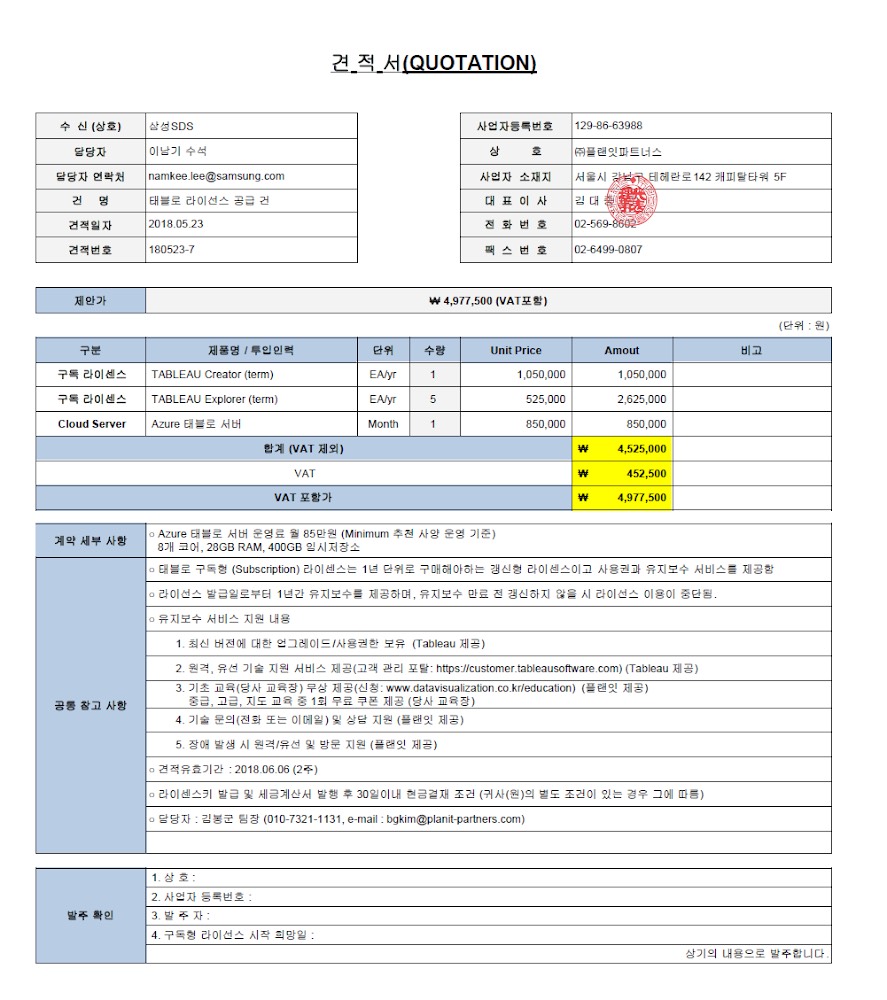 견 적 서(QUOTATION)
수 신 (상호) 삼성SDS
담당자 이남기 수석
담당자 연락처 namkee.lee@samsung.com
건 명 태블로 라이선스 공급 건
견적일자 2018.05.23
견적번호 180523-7
사업자등록번호 129-86-63988
상 호 ㈜플랜잇파트너스
사업자 소재지 서울시 강남구 테헤란로142 캐피탈타워 5F
대 표 이 사 김 대
전 화 번 호 02-569-8602
팩 스 번 호 02-6499-0807
제안가 ₩ 4,977,500 (VAT포함)
(단위 : 원)
구분 제품명 / 투입인력 단위 수량 Unit Price Amout 비고
구독 라이센스 TABLEAU Creator (term) EA/yr 1 1,050,000 1,050,000
구독 라이센스 TABLEAU Explorer (term) EA/yr 5 525,000 2,625,000
Cloud Server Azure 태블로 서버 Month 1 850,000 850,000
합계 (VAT 제외) ₩ 4,525,000
VAT ₩ 452,500
VAT 포함가 ₩ 4,977,500
계약 세부 사항
○ Azure 태블로 서버 운영료 월 85만원 (Minimum 추천 사양 운영 기준)
8개 코어, 28GB RAM, 400GB 임시저장소
공통 참고 사항
○ 태블로 구독형 (Subscription) 라이센스는 1년 단위로 구매해야하는 갱신형 라이센스이고 사용권과 유지보수 서비스를 제공함
○ 라이선스 발급일로부터 1년간 유지보수를 제공하며, 유지보수 만료 전 갱신하지 않을 시 라이선스 이용이 중단됨.
○ 유지보수 서비스 지원 내용
1. 최신 버전에 대한 업그레이드/사용권한 보유 (Tableau 제공)
2. 원격, 유선 기술 지원 서비스 제공(고객 관리 포탈: https://customer.tableausoftware.com) (Tableau 제공)
3. 기초 교육(당사 교육장) 무상 제공(신청: www.datavisualization.co.kr/education) (플랜잇 제공)
중급, 고급, 지도 교육 중 1회 무료 쿠폰 제공 (당사 교육장)
4. 기술 문의(전화 또는 이메일) 및 상담 지원 (플랜잇 제공)
5. 장애 발생 시 원격/유선 및 방문 지원 (플랜잇 제공)
○ 견적유효기간 : 2018.06.06 (2주)
○ 라이센스키 발급 및 세금계산서 발행 후 30일이내 현금결재 조건 (귀사(원)의 별도 조건이 있는 경우 그에 따름)
○ 담당자 : 김봉군 팀장 (010-7321-1131, e-mail : bgkim@planit-partners.com)
발주 확인
1. 상 호 :
2. 사업자 등록번호 :
3. 발 주 자 :
4. 구독형 라이선스 시작 희망일 :
상기의 내용으로 발주합니다.